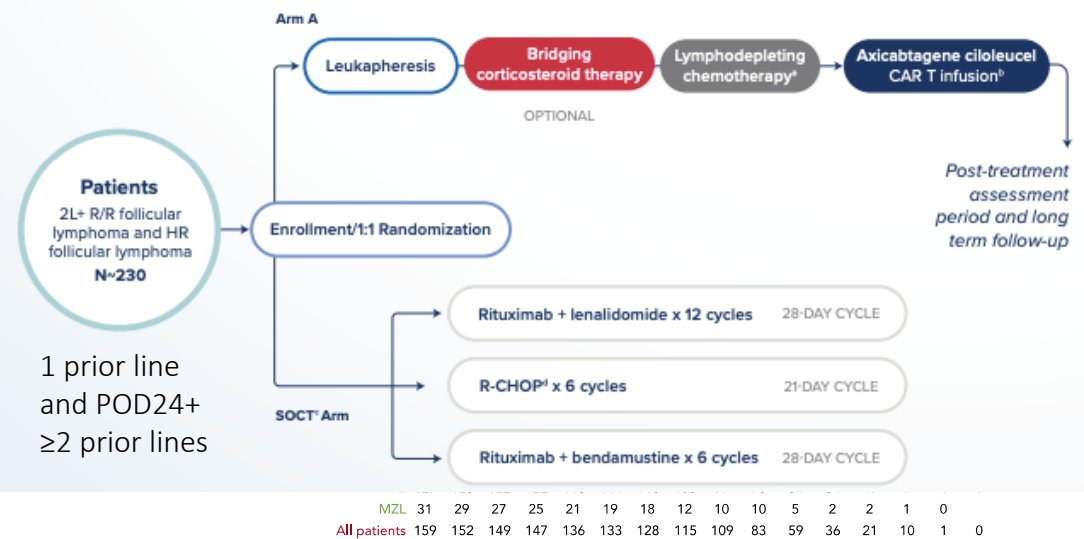 Arm A
Leukapheresis
Bridging
corticosteroid therapy
Lymphodepleting
chemotherapyᵃ
Axicabtagene ciloleucel
CAR T infusionᵇ
OPTIONAL
Post-treatment
assessment
period and long
term follow-up
Patients
2L+ R/R follicular
lymphoma and HR
follicular lymphoma
N~230
Enrollment/1:1 Randomization
1 prior line
and POD24+
≥2 prior lines
SOCTᶜ Arm
Rituximab + lenalidomide x 12 cycles 28-DAY CYCLE
R-CHOPᵈ x 6 cycles 21-DAY CYCLE
Rituximab + bendamustine x 6 cycles 28-DAY CYCLE
MZL 31 29 27 25 21 19 18 12 10 10 5 2 2 1 0
All patients 159 152 149 147 136 133 128 115 109 83 59 36 21 10 1 0